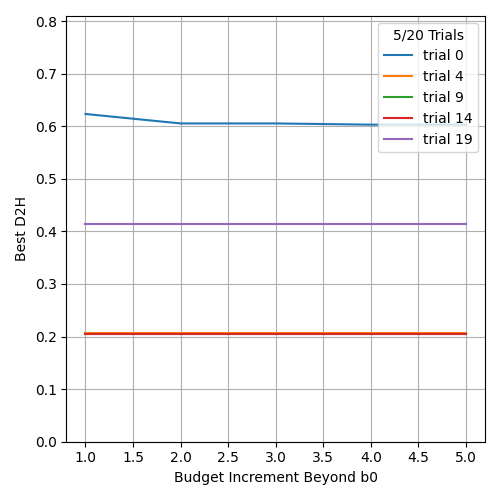 5/20 Trials
trial 0
trial 4
trial 9
trial 14
trial 19
0.8
0.7
0.6
0.5
0.4
0.3
0.2
0.1
0.0
Best D2H
1.0 1.5 2.0 2.5 3.0 3.5 4.0 4.5 5.0
Budget Increment Beyond b0